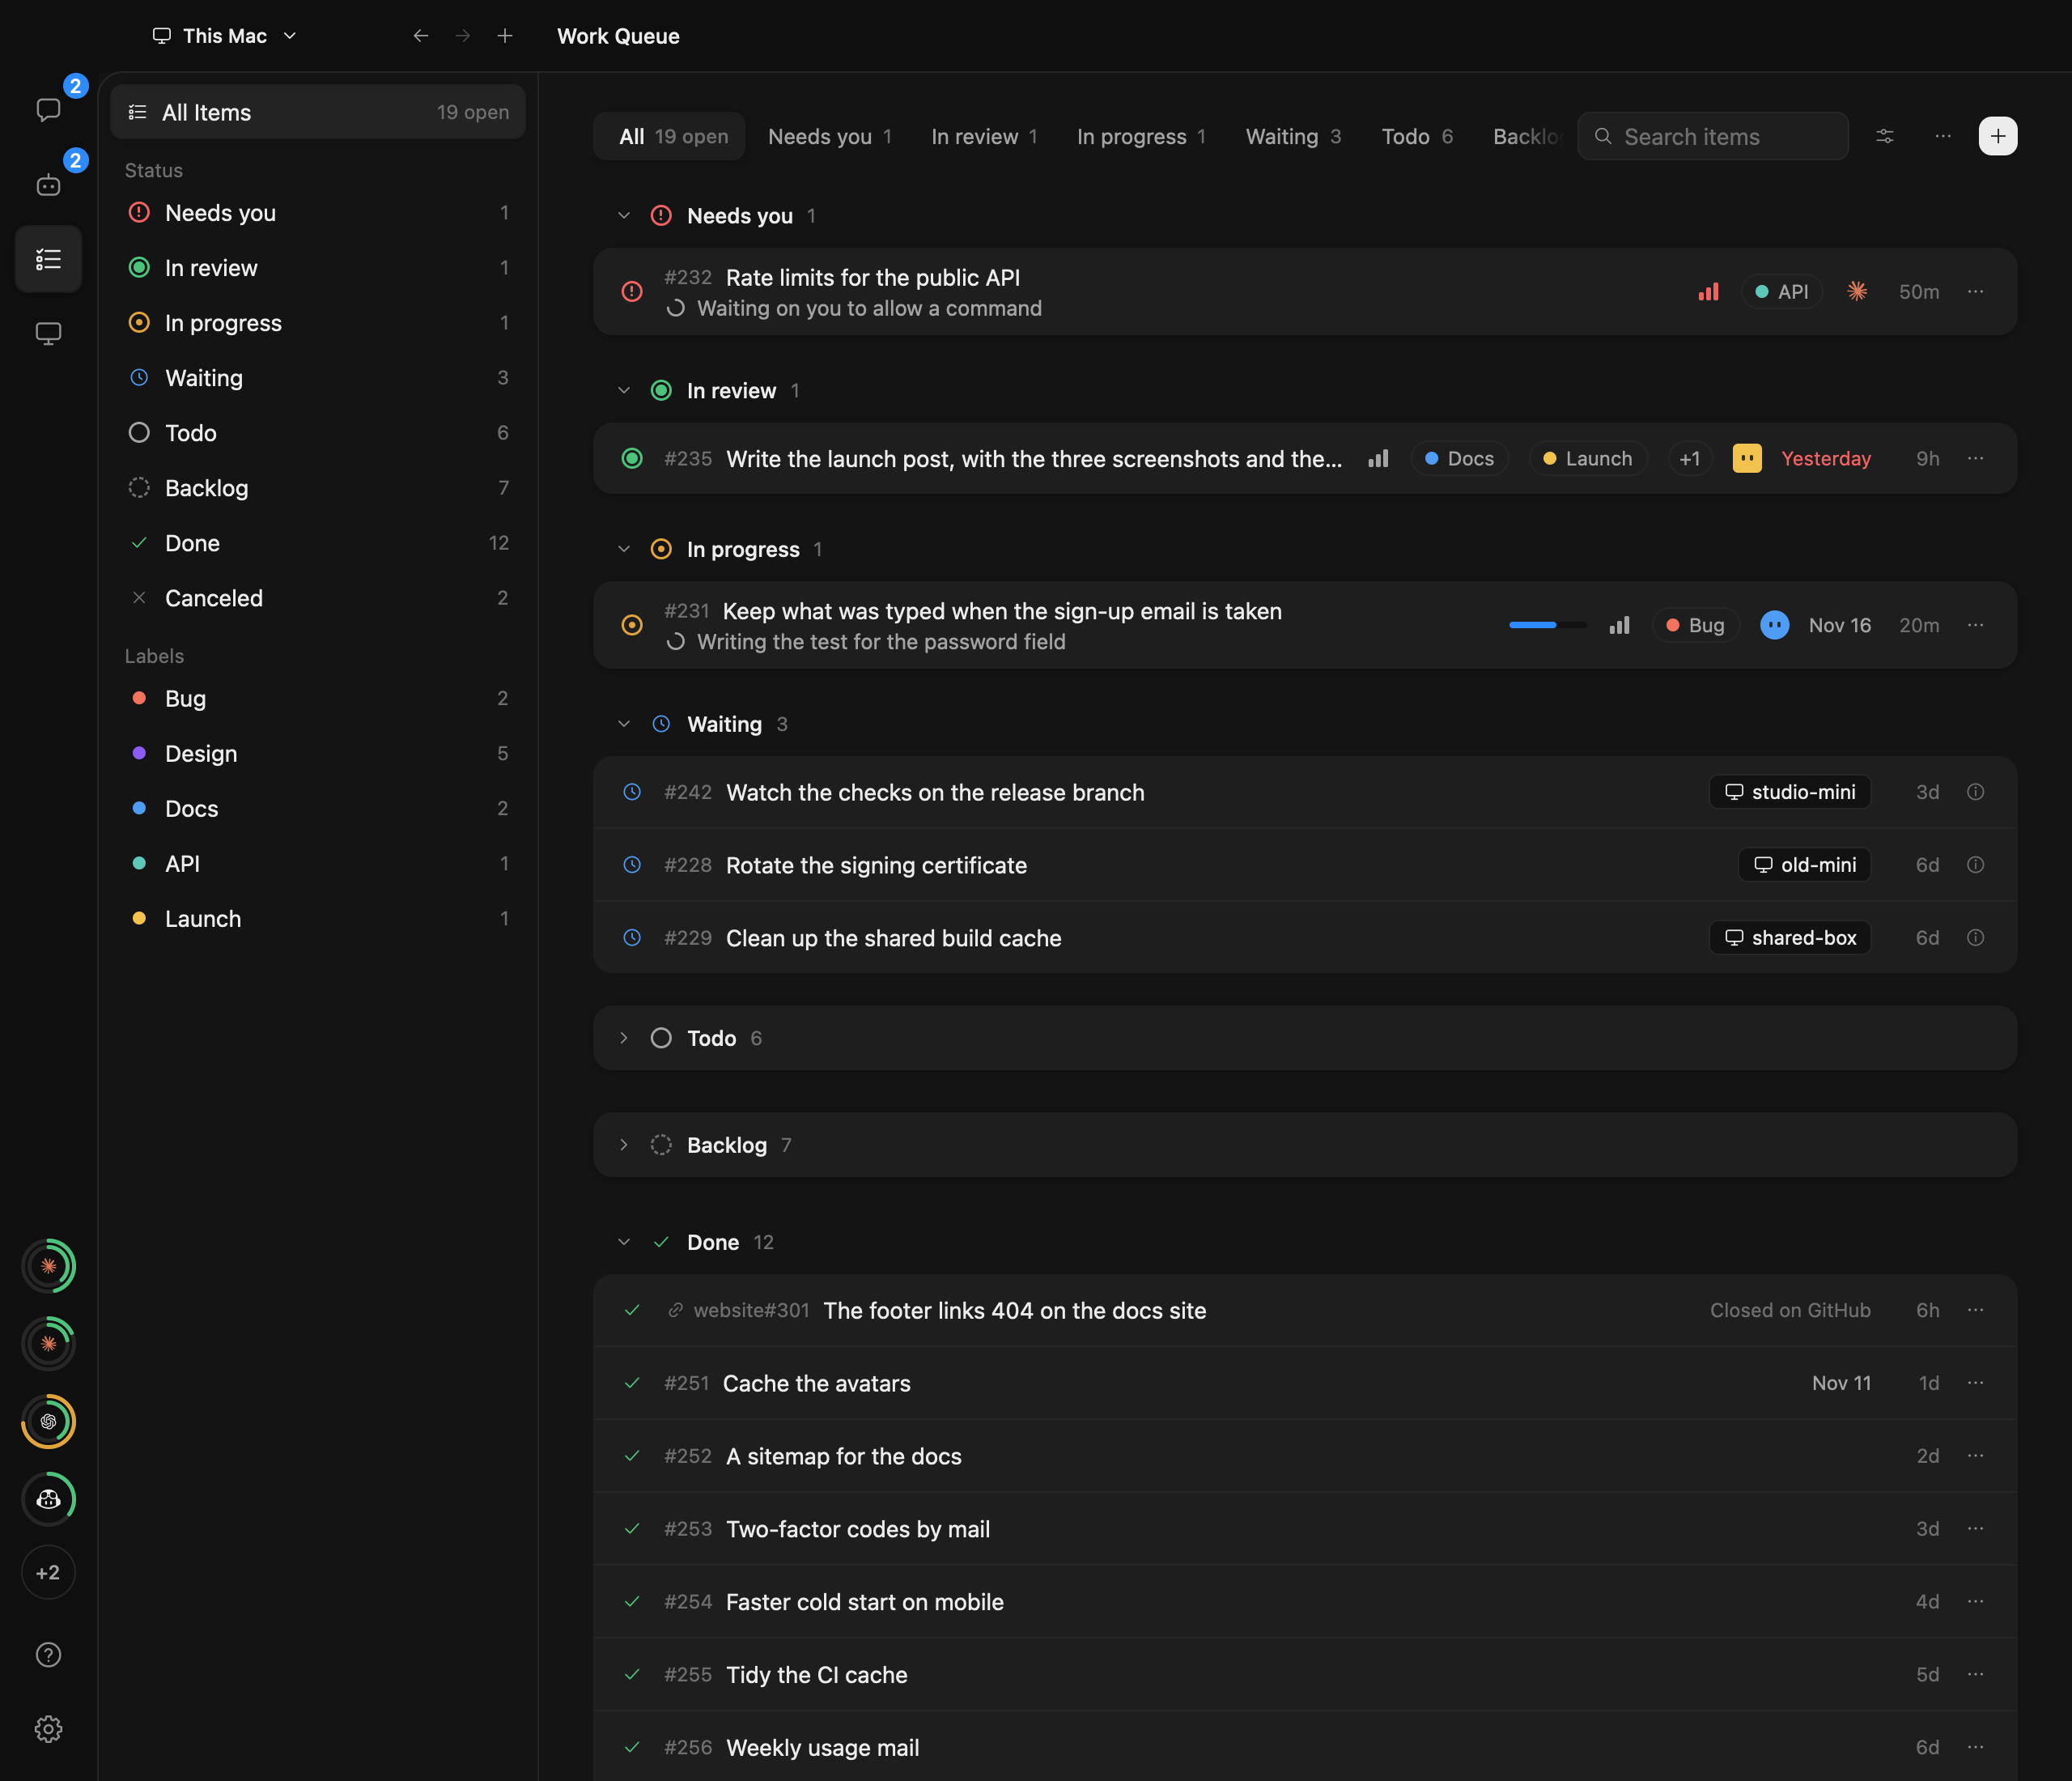 This Mac
Work Queue
2
2
All Items 19 open
Status
Needs you 1
In review 1
In progress 1
Waiting 3
Todo 6
Backlog 7
Done 12
Canceled 2
Labels
Bug 2
Design 5
Docs 2
API 1
Launch 1
+2
All 19 open Needs you 1 In review 1 In progress 1 Waiting 3 Todo 6 Backlo Search items
Needs you 1
#232 Rate limits for the public API
Waiting on you to allow a command
API 50m
In review 1
#235 Write the launch post, with the three screenshots and the... Docs Launch +1 Yesterday 9h
In progress 1
#231 Keep what was typed when the sign-up email is taken
Writing the test for the password field
Bug Nov 16 20m
Waiting 3
#242 Watch the checks on the release branch studio-mini 3d
#228 Rotate the signing certificate old-mini 6d
#229 Clean up the shared build cache shared-box 6d
Todo 6
Backlog 7
Done 12
website#301 The footer links 404 on the docs site Closed on GitHub 6h
#251 Cache the avatars Nov 11 1d
#252 A sitemap for the docs 2d
#253 Two-factor codes by mail 3d
#254 Faster cold start on mobile 4d
#255 Tidy the CI cache 5d
#256 Weekly usage mail 6d